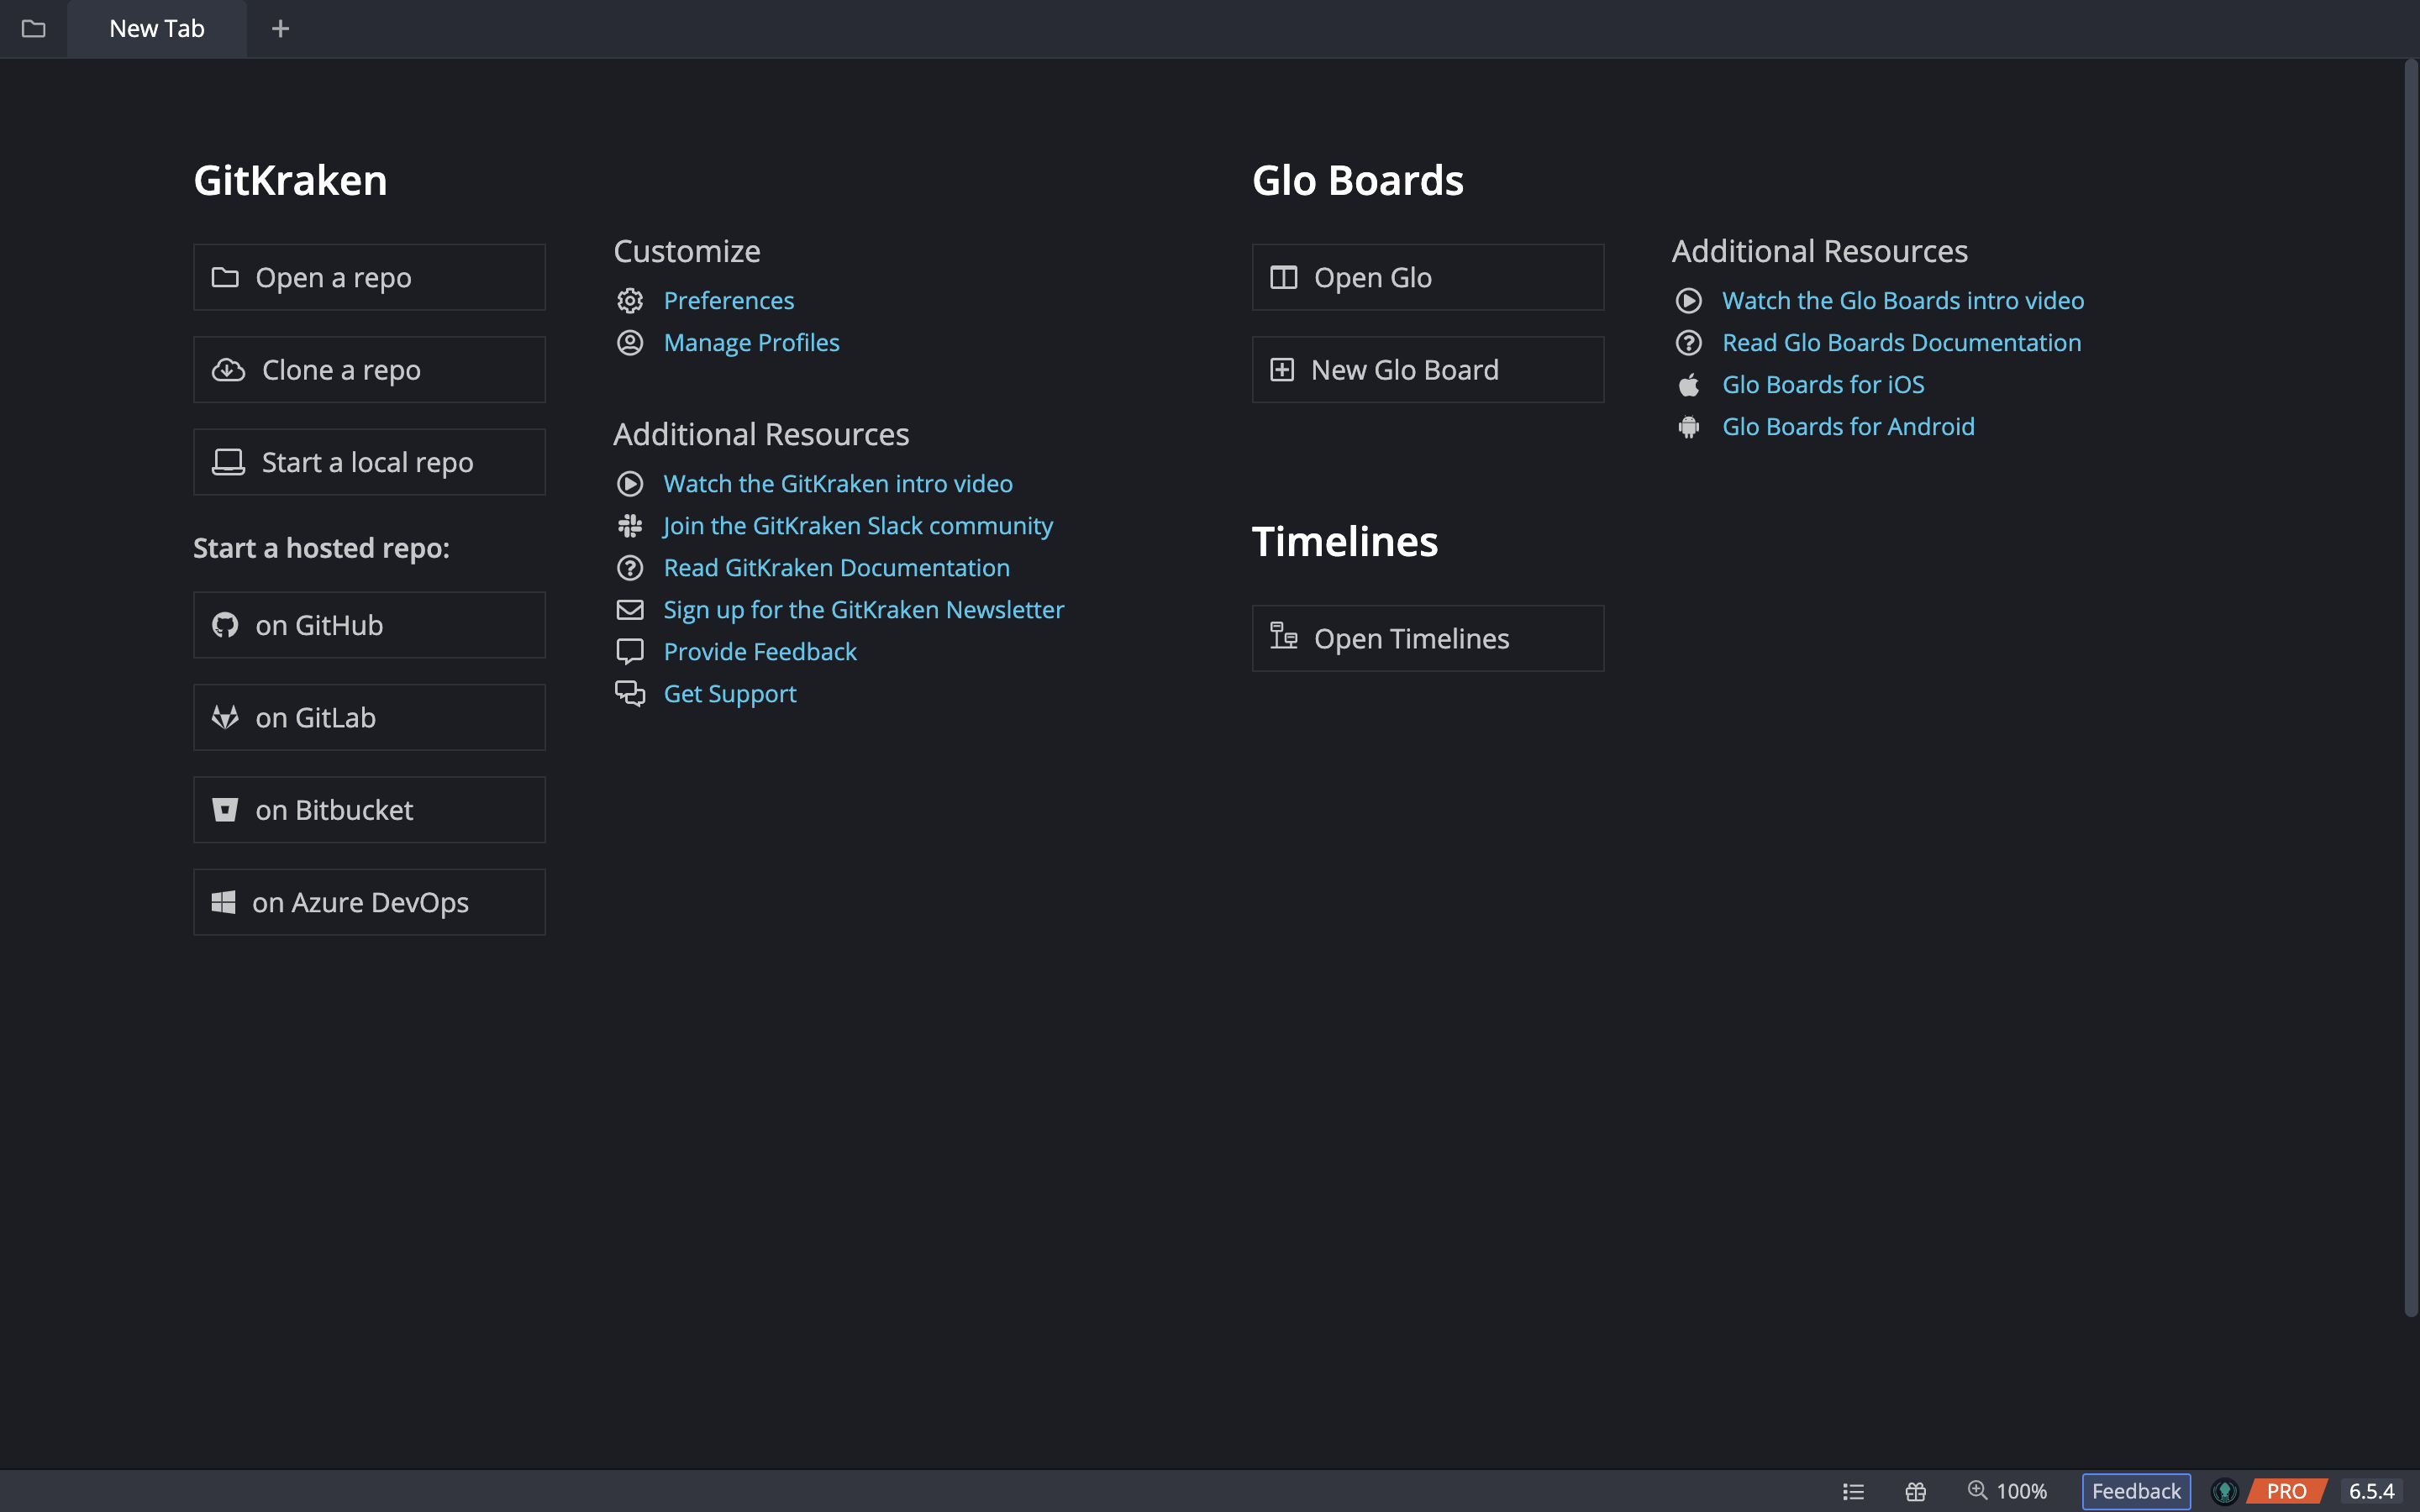 New Tab
GitKraken
Open a repo
Clone a repo
Start a local repo
Start a hosted repo:
on GitHub
on GitLab
on Bitbucket
on Azure DevOps
Customize
Preferences
Manage Profiles
Additional Resources
Watch the GitKraken intro video
Join the GitKraken Slack community
Read GitKraken Documentation
Sign up for the GitKraken Newsletter
Provide Feedback
Get Support
Glo Boards
Open Glo
New Glo Board
Additional Resources
Watch the Glo Boards intro video
Read Glo Boards Documentation
Glo Boards for iOS
Glo Boards for Android
Timelines
Open Timelines
100%
Feedback
PRO
6.5.4